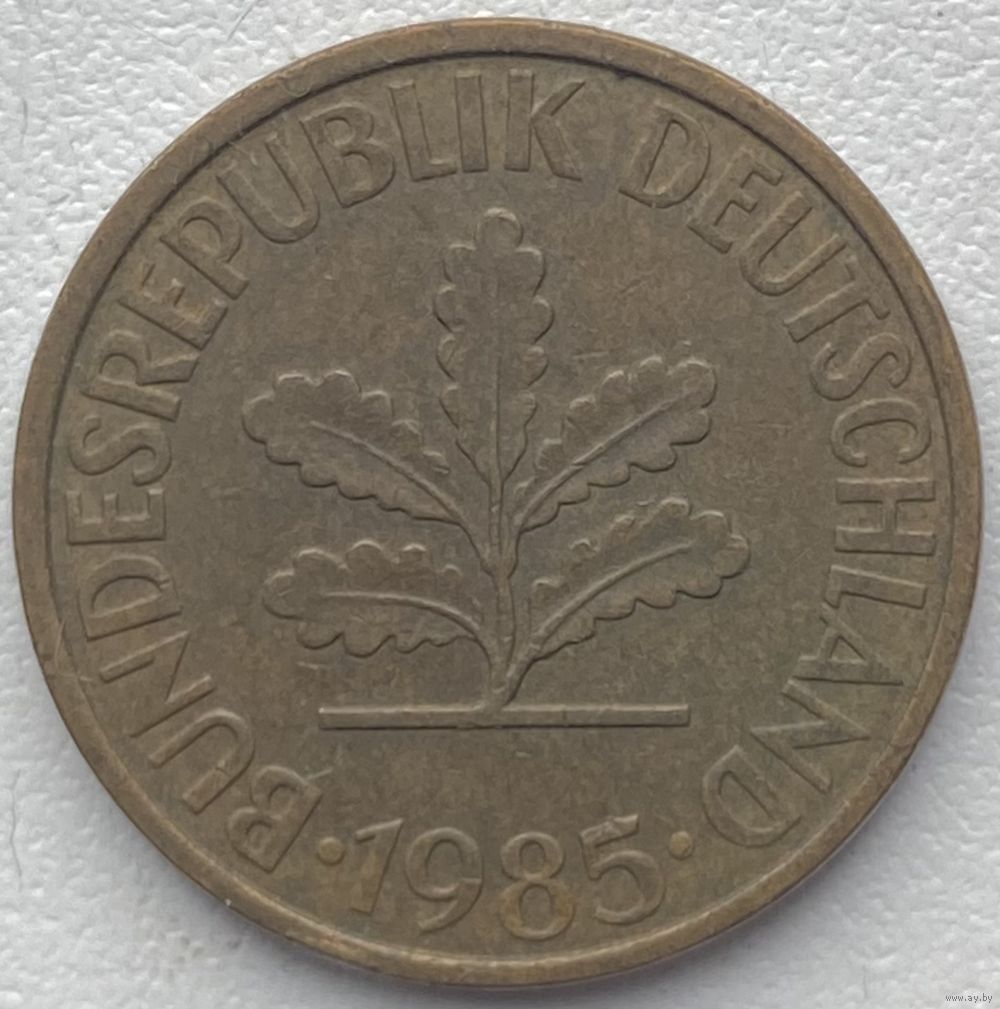 BUNDESREPUBLIK DEUTSCHLAND
· 1985 ·
www.ay.by